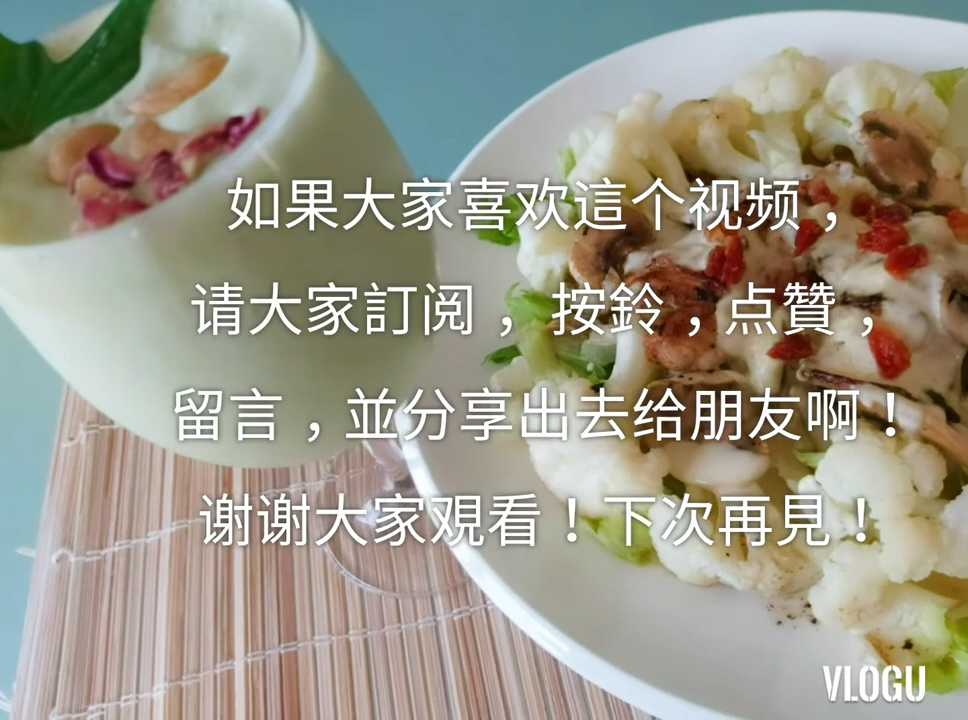 如果大家喜欢這个视频，
请大家訂阅，按鈴，点贊，
留言，並分享出去给朋友啊！
谢谢大家覌看！下次再見！
VLOGU